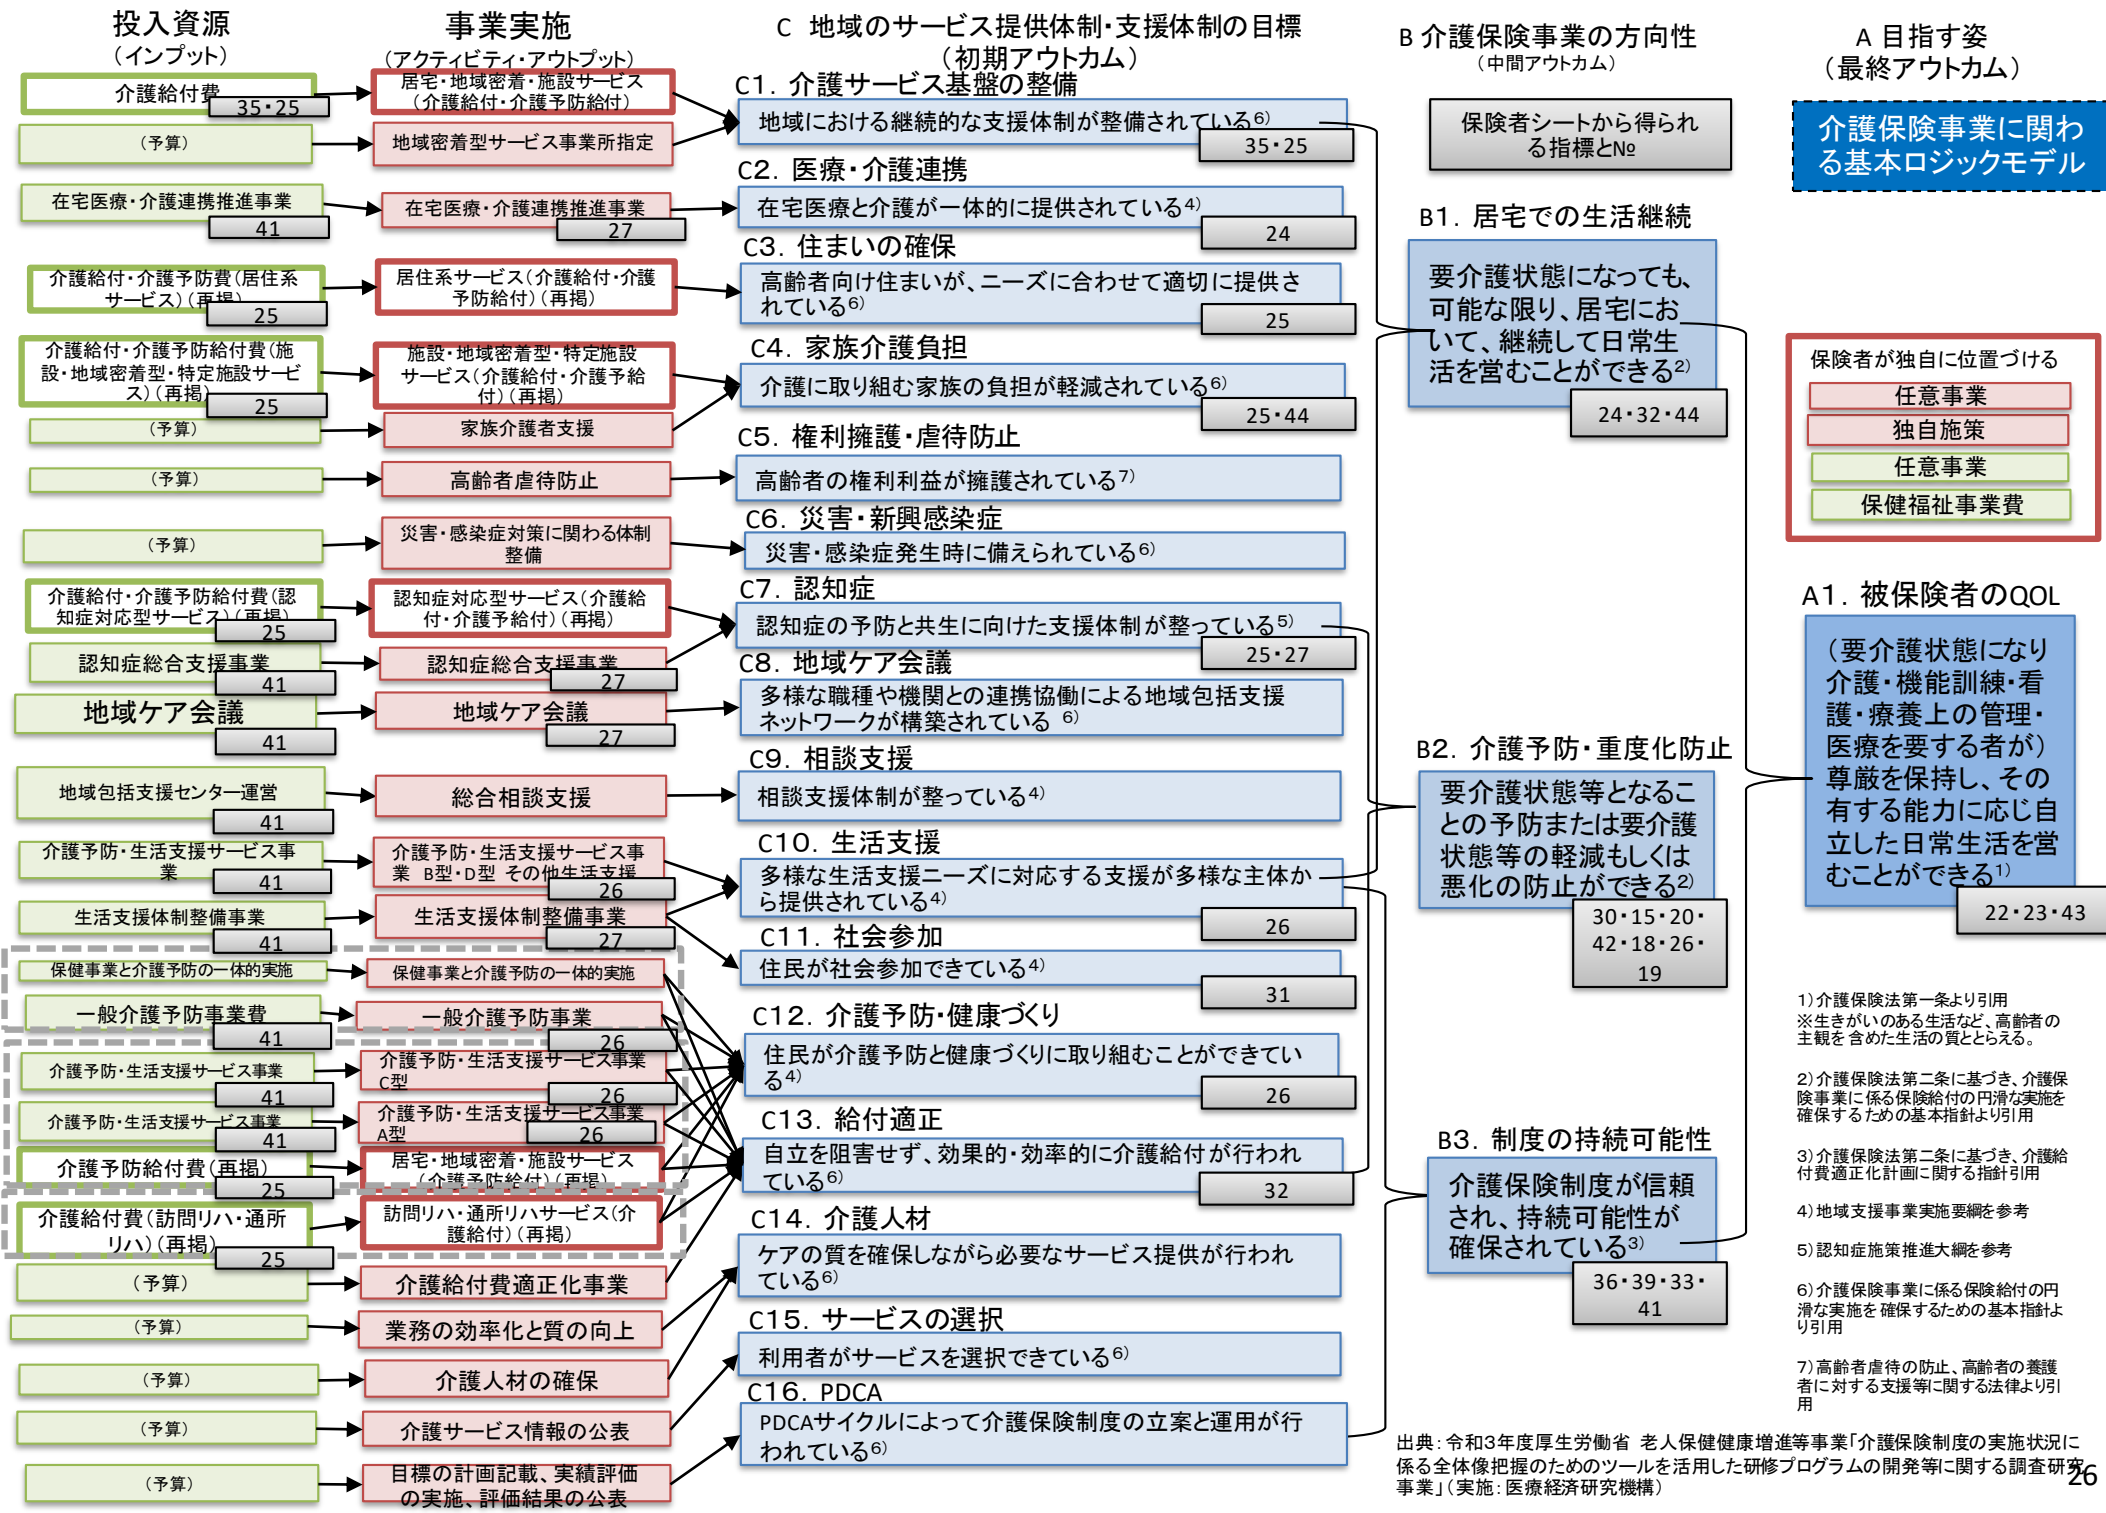 投入資源
（インプット）
事業実施
（アクティビティ・アウトプット）
C　地域のサービス提供体制・支援体制の目標
（初期アウトカム）
B 介護保険事業の方向性
（中間アウトカム）
A 目指す姿
（最終アウトカム）
保険者シートから得られ
る指標と№
介護保険事業に関わ
る基本ロジックモデル
介護給付費
35・25
居宅・地域密着・施設サービス
（介護給付・介護予防給付）
（予算）
地域密着型サービス事業所指定
C1．介護サービス基盤の整備
地域における継続的な支援体制が整備されている6)
35・25
在宅医療・介護連携推進事業
41
在宅医療・介護連携推進事業
27
C2．医療・介護連携
在宅医療と介護が一体的に提供されている4)
24
介護給付・介護予防費（居住系
サービス）（再掲）
25
居住系サービス（介護給付・介護
予防給付）（再掲）
C3．住まいの確保
高齢者向け住まいが、ニーズに合わせて適切に提供さ
れている6)
25
介護給付・介護予防給付費（施
設・地域密着型・特定施設サービ
ス）（再掲）
25
施設・地域密着型・特定施設
サービス（介護給付・介護予給
付）（再掲）
（予算）
家族介護者支援
C4．家族介護負担
介護に取り組む家族の負担が軽減されている6)
25・44
（予算）
高齢者虐待防止
C5．権利擁護・虐待防止
高齢者の権利利益が擁護されている7)
（予算）
災害・感染症対策に関わる体制
整備
C6．災害・新興感染症
災害・感染症発生時に備えられている6)
介護給付・介護予防給付費（認
知症対応型サービス）（再掲）
25
認知症対応型サービス（介護給
付・介護予給付）（再掲）
認知症総合支援事業
41
認知症総合支援事業
27
C7．認知症
認知症の予防と共生に向けた支援体制が整っている5)
25・27
地域ケア会議
41
地域ケア会議
27
C8．地域ケア会議
多様な職種や機関との連携協働による地域包括支援
ネットワークが構築されている 6)
地域包括支援センター運営
41
総合相談支援
C9．相談支援
相談支援体制が整っている4)
介護予防・生活支援サービス事
業
41
介護予防・生活支援サービス事
業　B型・D型 その他生活支援
26
生活支援体制整備事業
41
生活支援体制整備事業
27
C10．生活支援
多様な生活支援ニーズに対応する支援が多様な主体か
ら提供されている4)
26
C11．社会参加
住民が社会参加できている4)
31
保健事業と介護予防の一体的実施
保健事業と介護予防の一体的実施
一般介護予防事業費
41
一般介護予防事業
26
C12．介護予防・健康づくり
住民が介護予防と健康づくりに取り組むことができてい
る4)
26
介護予防・生活支援サービス事業
41
介護予防・生活支援サービス事業
C型
26
介護予防・生活支援サービス事業
41
介護予防・生活支援サービス事業
A型
26
介護予防給付費（再掲）
25
居宅・地域密着・施設サービス
（介護予防給付）（再掲）
C13．給付適正
自立を阻害せず、効果的・効率的に介護給付が行われ
ている6)
32
介護給付費（訪問リハ・通所
リハ）（再掲）
25
訪問リハ・通所リハサービス（介
護給付）（再掲）
（予算）
介護給付費適正化事業
（予算）
業務の効率化と質の向上
（予算）
介護人材の確保
C14．介護人材
ケアの質を確保しながら必要なサービス提供が行われ
ている6)
（予算）
介護サービス情報の公表
C15．サービスの選択
利用者がサービスを選択できている6)
（予算）
目標の計画記載、実績評価
の実施、評価結果の公表
C16．PDCA
PDCAサイクルによって介護保険制度の立案と運用が行
われている6)
B1．居宅での生活継続
要介護状態になっても、
可能な限り、居宅にお
いて、継続して日常生
活を営むことができる2)
24・32・44
B2．介護予防・重度化防止
要介護状態等となるこ
との予防または要介護
状態等の軽減もしくは
悪化の防止ができる2)
30・15・20・
42・18・26・
19
B3．制度の持続可能性
介護保険制度が信頼
され、持続可能性が
確保されている3)
36・39・33・
41
保険者が独自に位置づける
任意事業
独自施策
任意事業
保健福祉事業費
A1．被保険者のQOL
（要介護状態になり
介護・機能訓練・看
護・療養上の管理・
医療を要する者が）
尊厳を保持し、その
有する能力に応じ自
立した日常生活を営
むことができる1)
22・23・43
1）介護保険法第一条より引用
※生きがいのある生活など、高齢者の
主観を含めた生活の質ととらえる。
2）介護保険法第二条に基づき、介護保
険事業に係る保険給付の円滑な実施を
確保するための基本指針より引用
3）介護保険法第二条に基づき、介護給
付費適正化計画に関する指針引用
4）地域支援事業実施要綱を参考
5）認知症施策推進大綱を参考
6）介護保険事業に係る保険給付の円
滑な実施を確保するための基本指針よ
り引用
7）高齢者虐待の防止、高齢者の養護
者に対する支援等に関する法律より引
用
出典：令和3年度厚生労働省 老人保健健康増進等事業「介護保険制度の実施状況に
係る全体像把握のためのツールを活用した研修プログラムの開発等に関する調査研究
事業」（実施：医療経済研究機構）
26